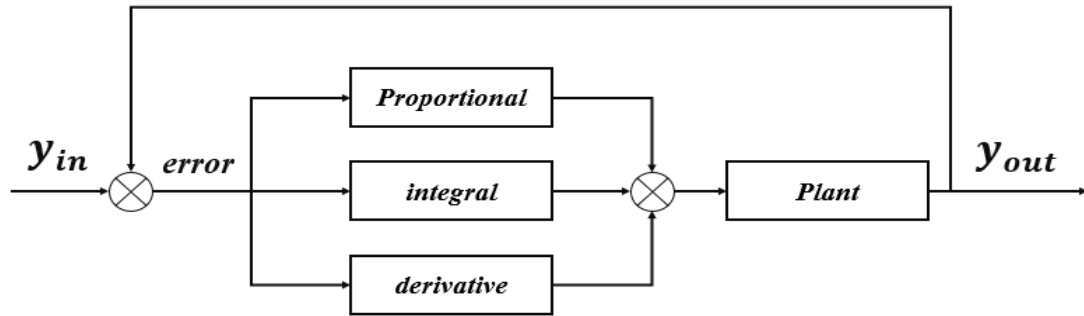 Proportional
y_in
error
integral
Plant
y_out
derivative